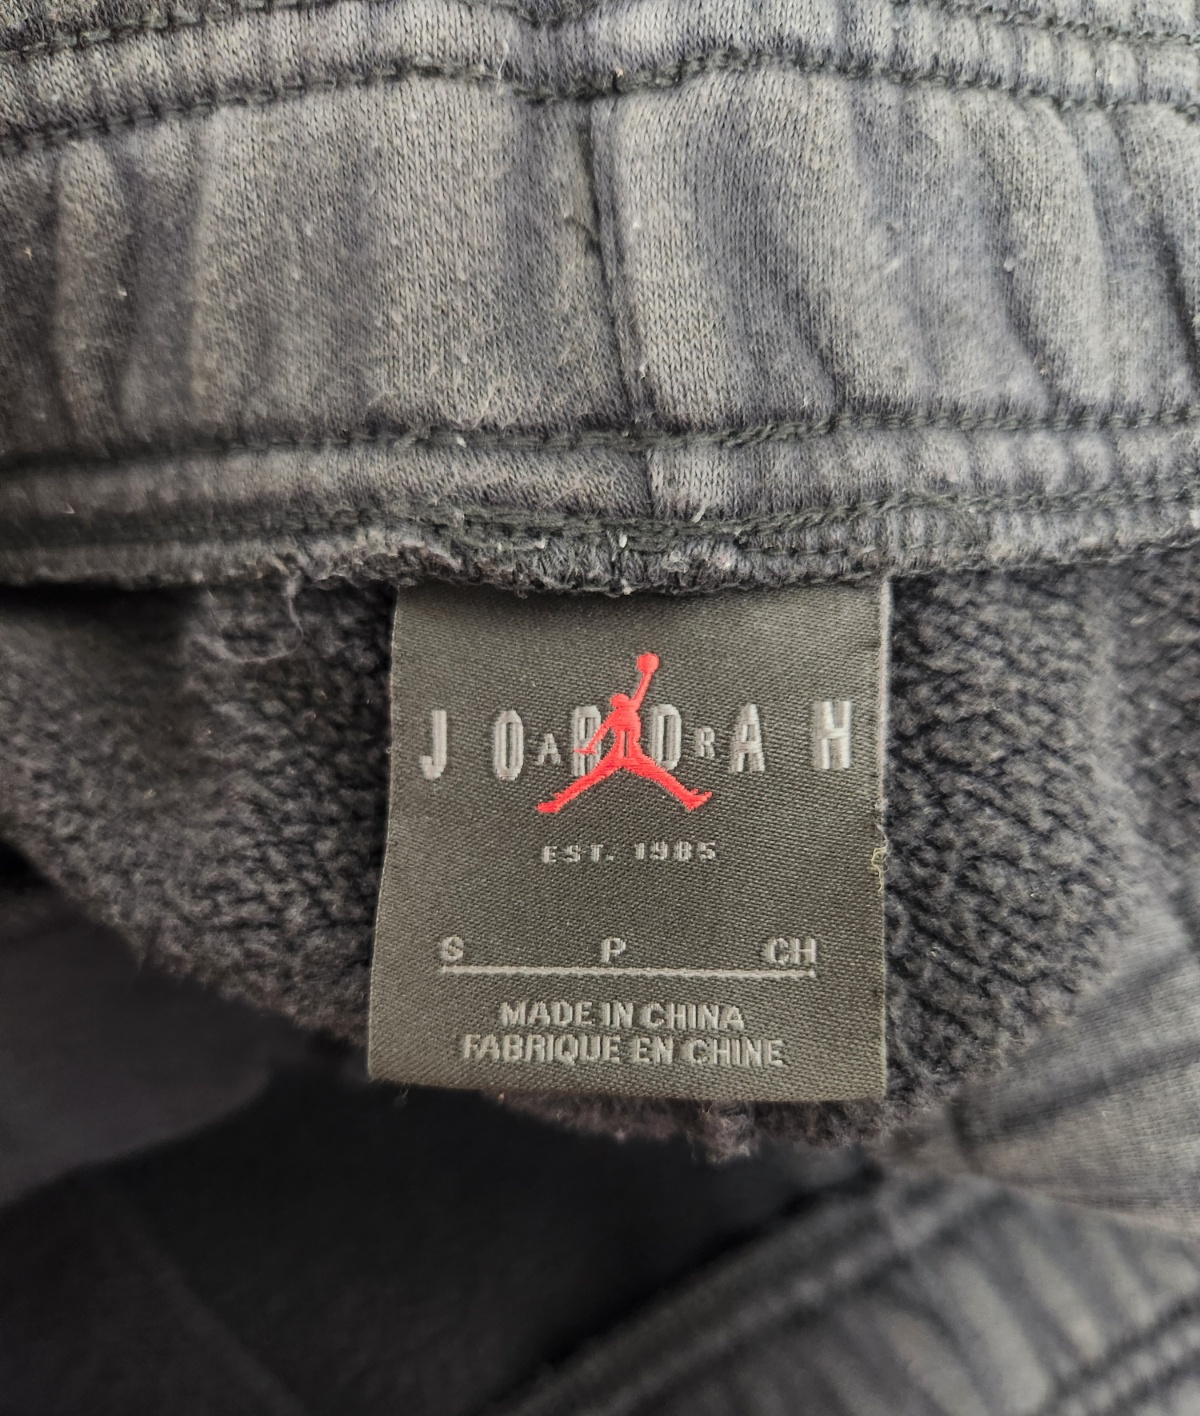 JORDAN
AIR
EST. 1985
S P CH
MADE IN CHINA
FABRIQUE EN CHINE